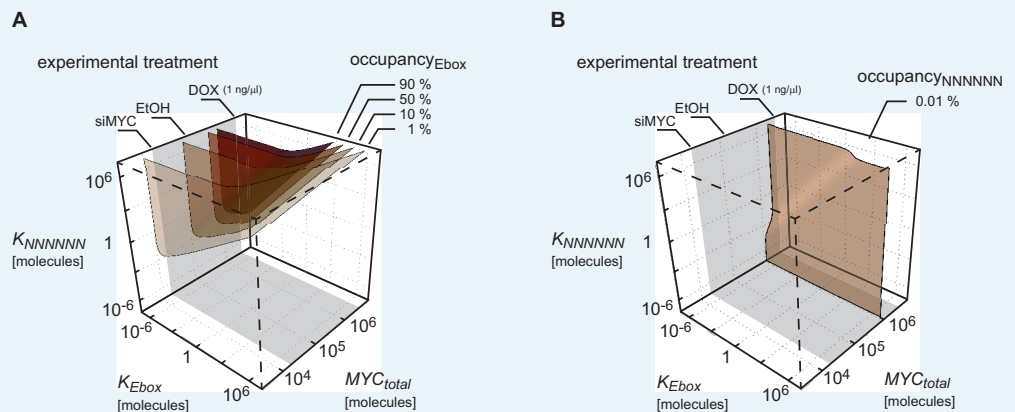 A
experimental treatment
occupancyEbox
90 %
50 %
10 %
1 %
DOX (1 ng/µl)
EtOH
siMYC
10^6
1
10^-6
KNNNNNN
[molecules]
10^-6
1
10^6
KEbox
[molecules]
10^4
10^5
10^6
MYCtotal
[molecules]
B
experimental treatment
occupancyNNNNNN
0.01 %
DOX (1 ng/µl)
EtOH
siMYC
10^6
1
10^-6
KNNNNNN
[molecules]
10^-6
1
10^6
KEbox
[molecules]
10^4
10^5
10^6
MYCtotal
[molecules]